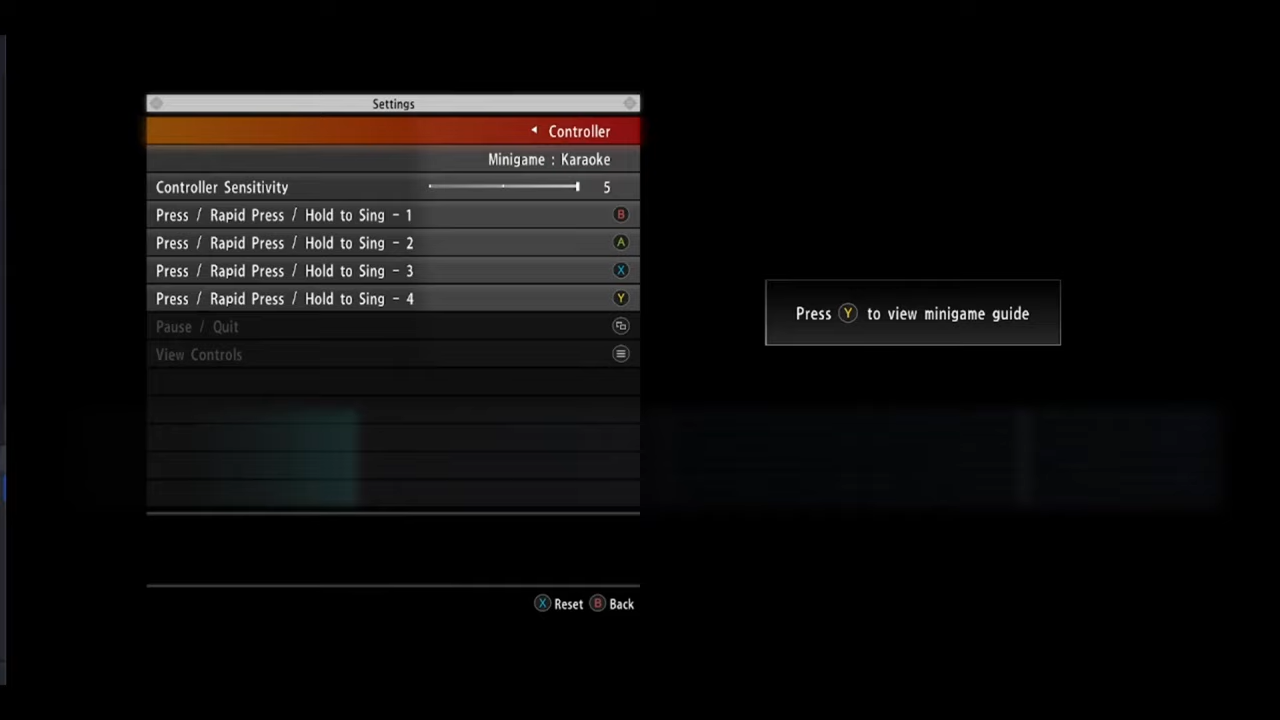 Settings
Controller
Minigame : Karaoke
Controller Sensitivity 5
Press / Rapid Press / Hold to Sing - 1 B
Press / Rapid Press / Hold to Sing - 2 A
Press / Rapid Press / Hold to Sing - 3 X
Press / Rapid Press / Hold to Sing - 4 Y
Pause / Quit
View Controls
Press Y to view minigame guide
X Reset B Back